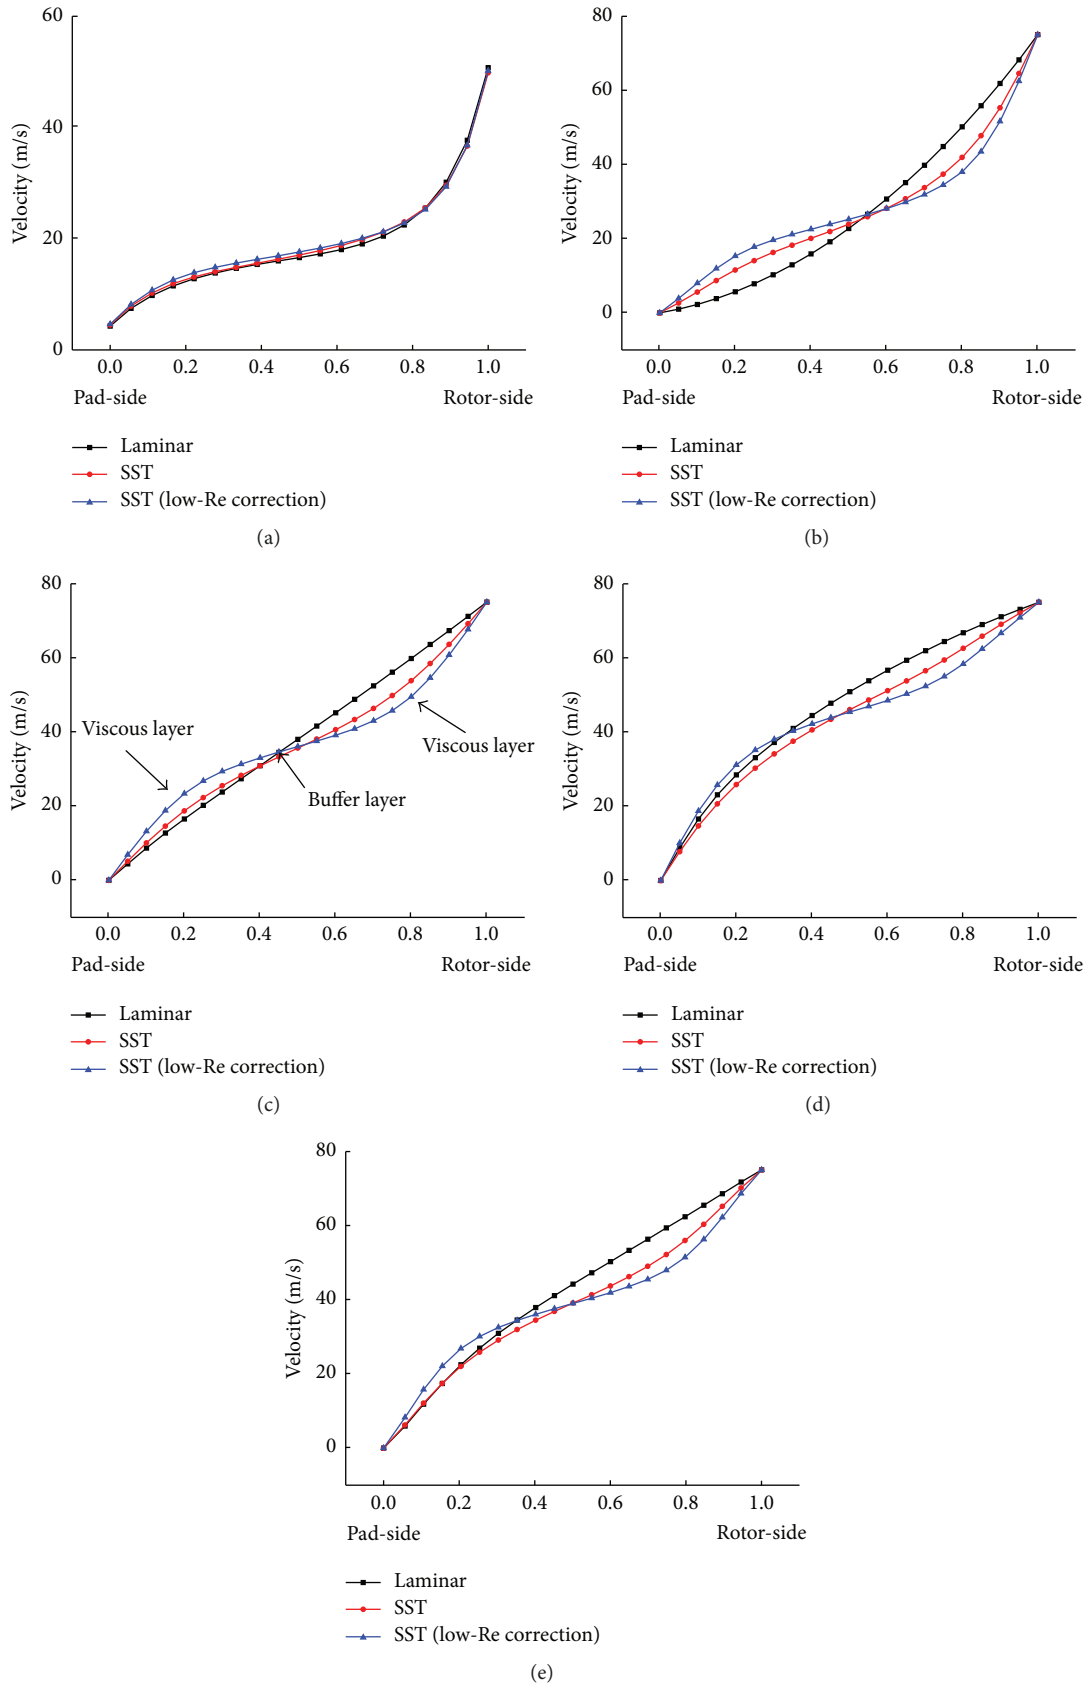 60
40
20
0
Velocity (m/s)
0.0 0.2 0.4 0.6 0.8 1.0
Pad-side Rotor-side
Laminar
SST
SST (low-Re correction)
(a)
80
60
40
20
0
Velocity (m/s)
0.0 0.2 0.4 0.6 0.8 1.0
Pad-side Rotor-side
Laminar
SST
SST (low-Re correction)
(b)
80
60
40
20
0
Velocity (m/s)
Viscous layer
Viscous layer
Buffer layer
0.0 0.2 0.4 0.6 0.8 1.0
Pad-side Rotor-side
Laminar
SST
SST (low-Re correction)
(c)
80
60
40
20
0
Velocity (m/s)
0.0 0.2 0.4 0.6 0.8 1.0
Pad-side Rotor-side
Laminar
SST
SST (low-Re correction)
(d)
80
60
40
20
0
Velocity (m/s)
0.0 0.2 0.4 0.6 0.8 1.0
Pad-side Rotor-side
Laminar
SST
SST (low-Re correction)
(e)